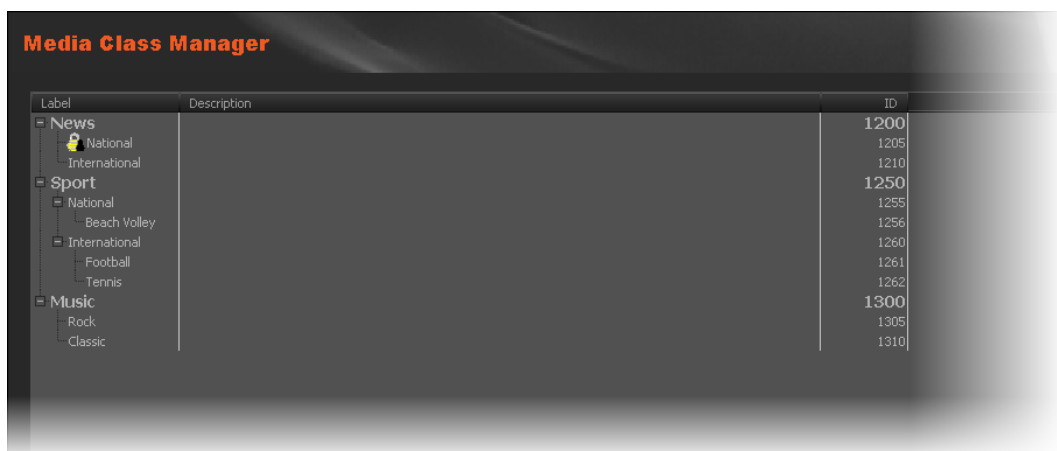 Media Class Manager
Label Description ID
News 1200
National 1205
International 1210
Sport 1250
National 1255
Beach Volley 1256
International 1260
Football 1261
Tennis 1262
Music 1300
Rock 1305
Classic 1310